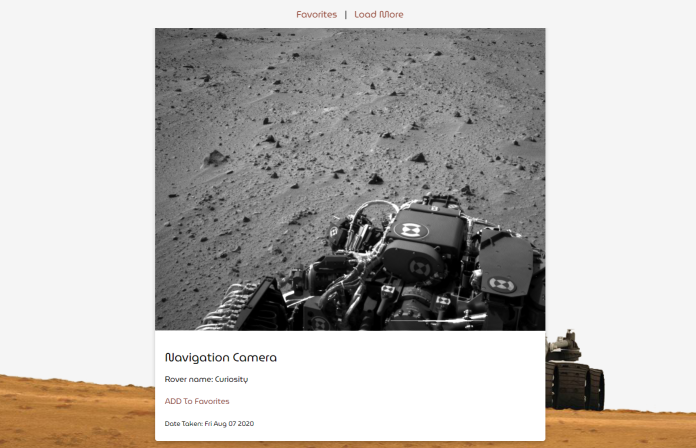 Favorites | Load More
Navigation Camera
Rover name: Curiosity
ADD To Favorites
Date Taken: Fri Aug 07 2020